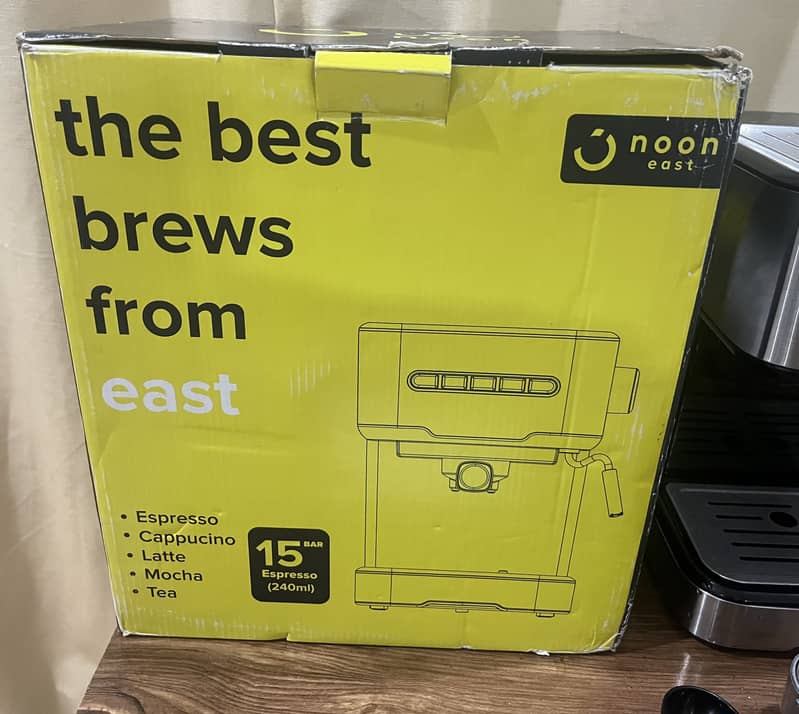 the best
brews
from
east
noon
east
• Espresso
• Cappucino
• Latte
• Mocha
• Tea
15 BAR
Espresso
(240ml)